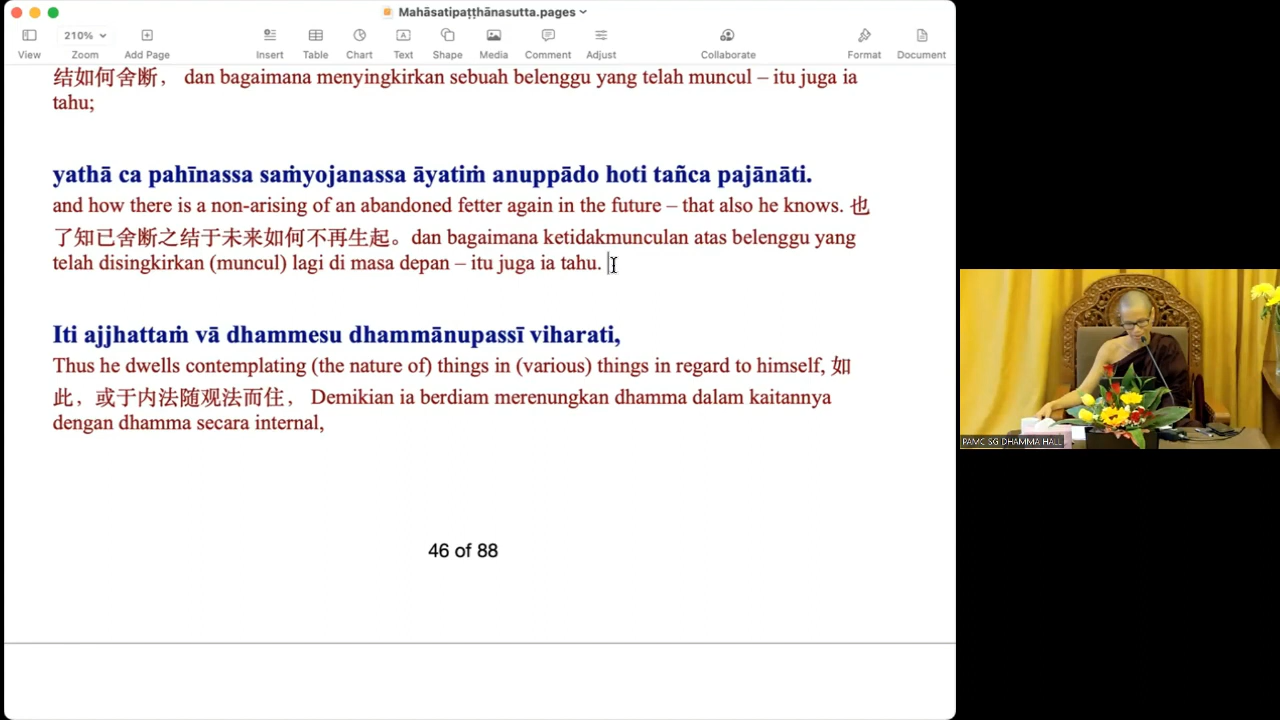 Mahāsatipaṭṭhānasutta.pages
210%
View
Zoom
Add Page
Insert
Table
Chart
Text
Shape
Media
Comment
Adjust
Collaborate
Format
Document
结如何舍断， dan bagaimana menyingkirkan sebuah belenggu yang telah muncul – itu juga ia
tahu;
yathā ca pahīnassa saṁyojanassa āyatiṁ anuppādo hoti tañca pajānāti.
and how there is a non-arising of an abandoned fetter again in the future – that also he knows. 也
了知已舍断之结于未来如何不再生起。dan bagaimana ketidakmunculan atas belenggu yang
telah disingkirkan (muncul) lagi di masa depan – itu juga ia tahu.
Iti ajjhattaṁ vā dhammesu dhammānupassī viharati,
Thus he dwells contemplating (the nature of) things in (various) things in regard to himself, 如
此，或于内法随观法而住， Demikian ia berdiam merenungkan dhamma dalam kaitannya
dengan dhamma secara internal,
46 of 88
PAMC SG DHAMMA HALL